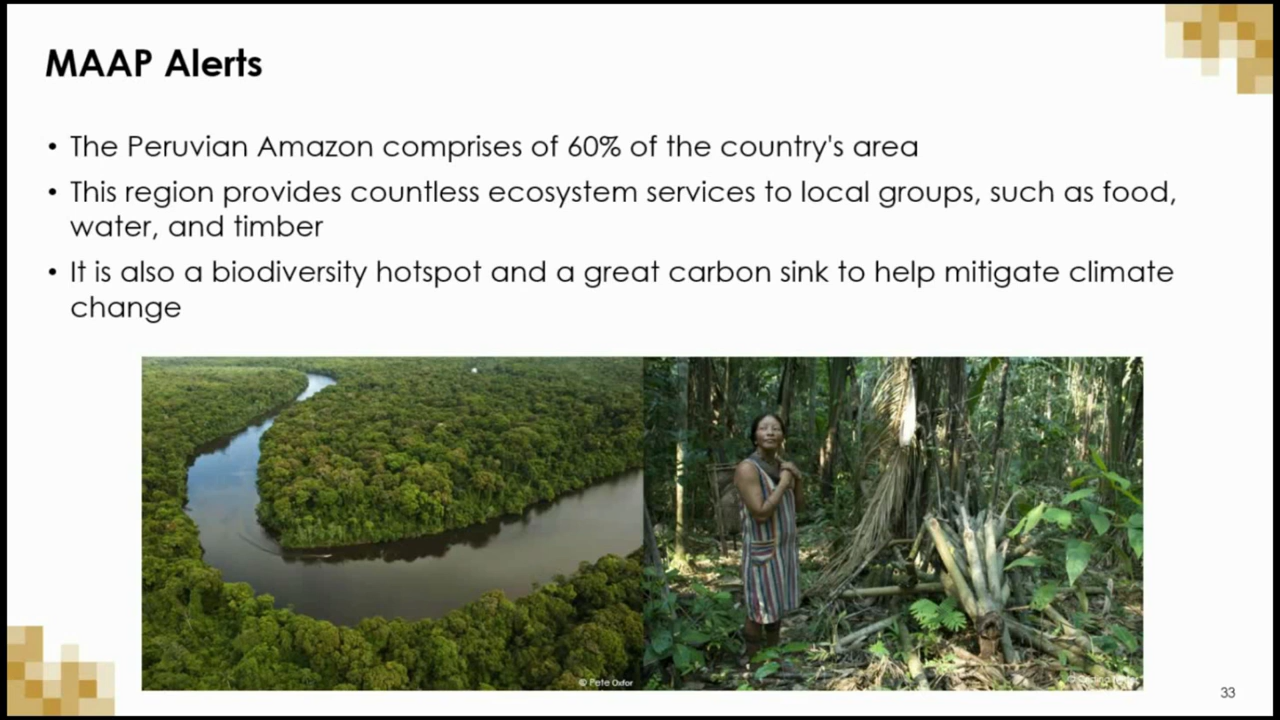 MAAP Alerts
• The Peruvian Amazon comprises of 60% of the country's area
• This region provides countless ecosystem services to local groups, such as food,
water, and timber
• It is also a biodiversity hotspot and a great carbon sink to help mitigate climate
change
© Pete Oxfor
33